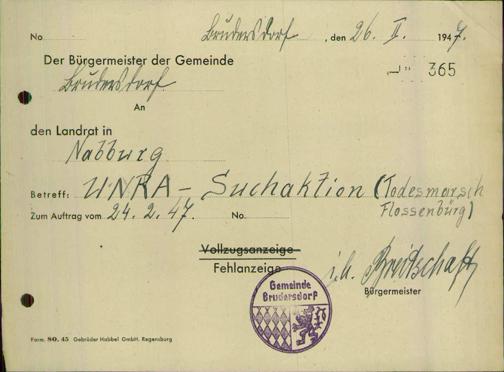 No Brudersdorf, den 26. II. 1947.
Der Bürgermeister der Gemeinde
Brudersdorf
365
An
den Landrat in
Nabburg
Betreff: UNRA - Suchaktion (Todesmarsch
Flossenbürg)
Zum Auftrag vom 24.2.47. No.
Vollzugsanzeige
Fehlanzeige
Gemeinde
Brudersdorf
Breitschaft
Bürgermeister
Form. 80. 45 Gebrüder Habbel GmbH. Regensburg